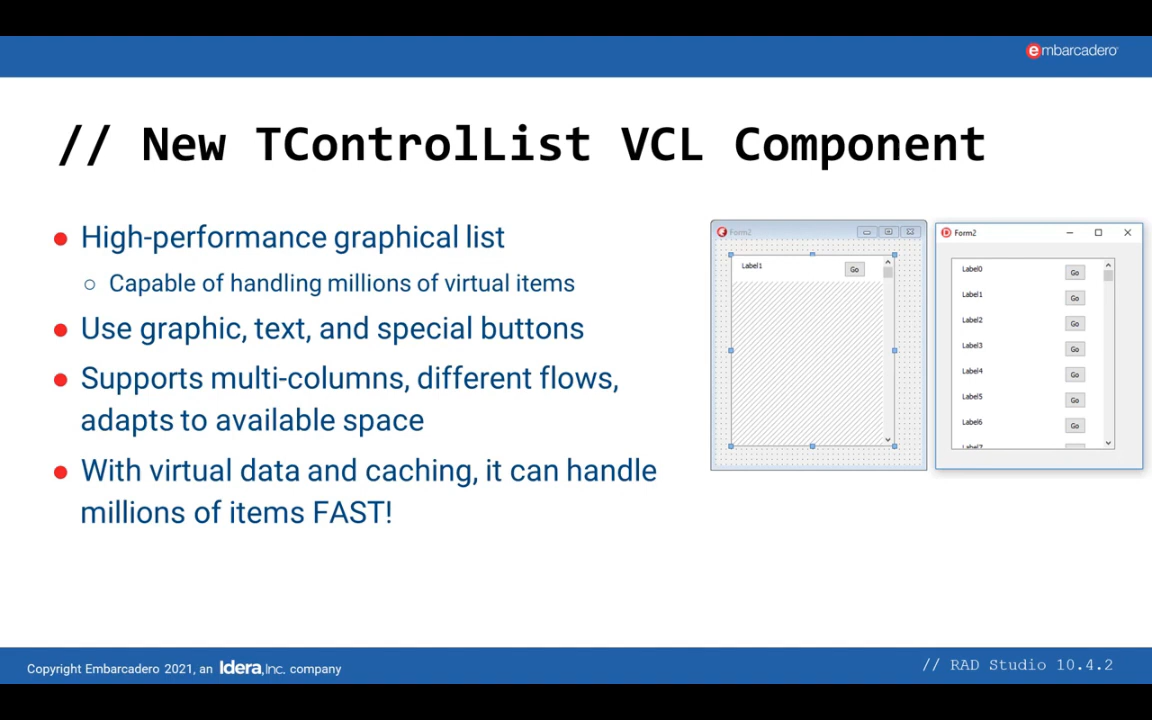 embarcadero
// New TControlList VCL Component
● High-performance graphical list
○ Capable of handling millions of virtual items
● Use graphic, text, and special buttons
● Supports multi-columns, different flows,
adapts to available space
● With virtual data and caching, it can handle
millions of items FAST!
Form2
Label1 Go
Form2
Label0 Go
Label1 Go
Label2 Go
Label3 Go
Label4 Go
Label5 Go
Label6 Go
Label7
Copyright Embarcadero 2021, an Idera, Inc. company
// RAD Studio 10.4.2